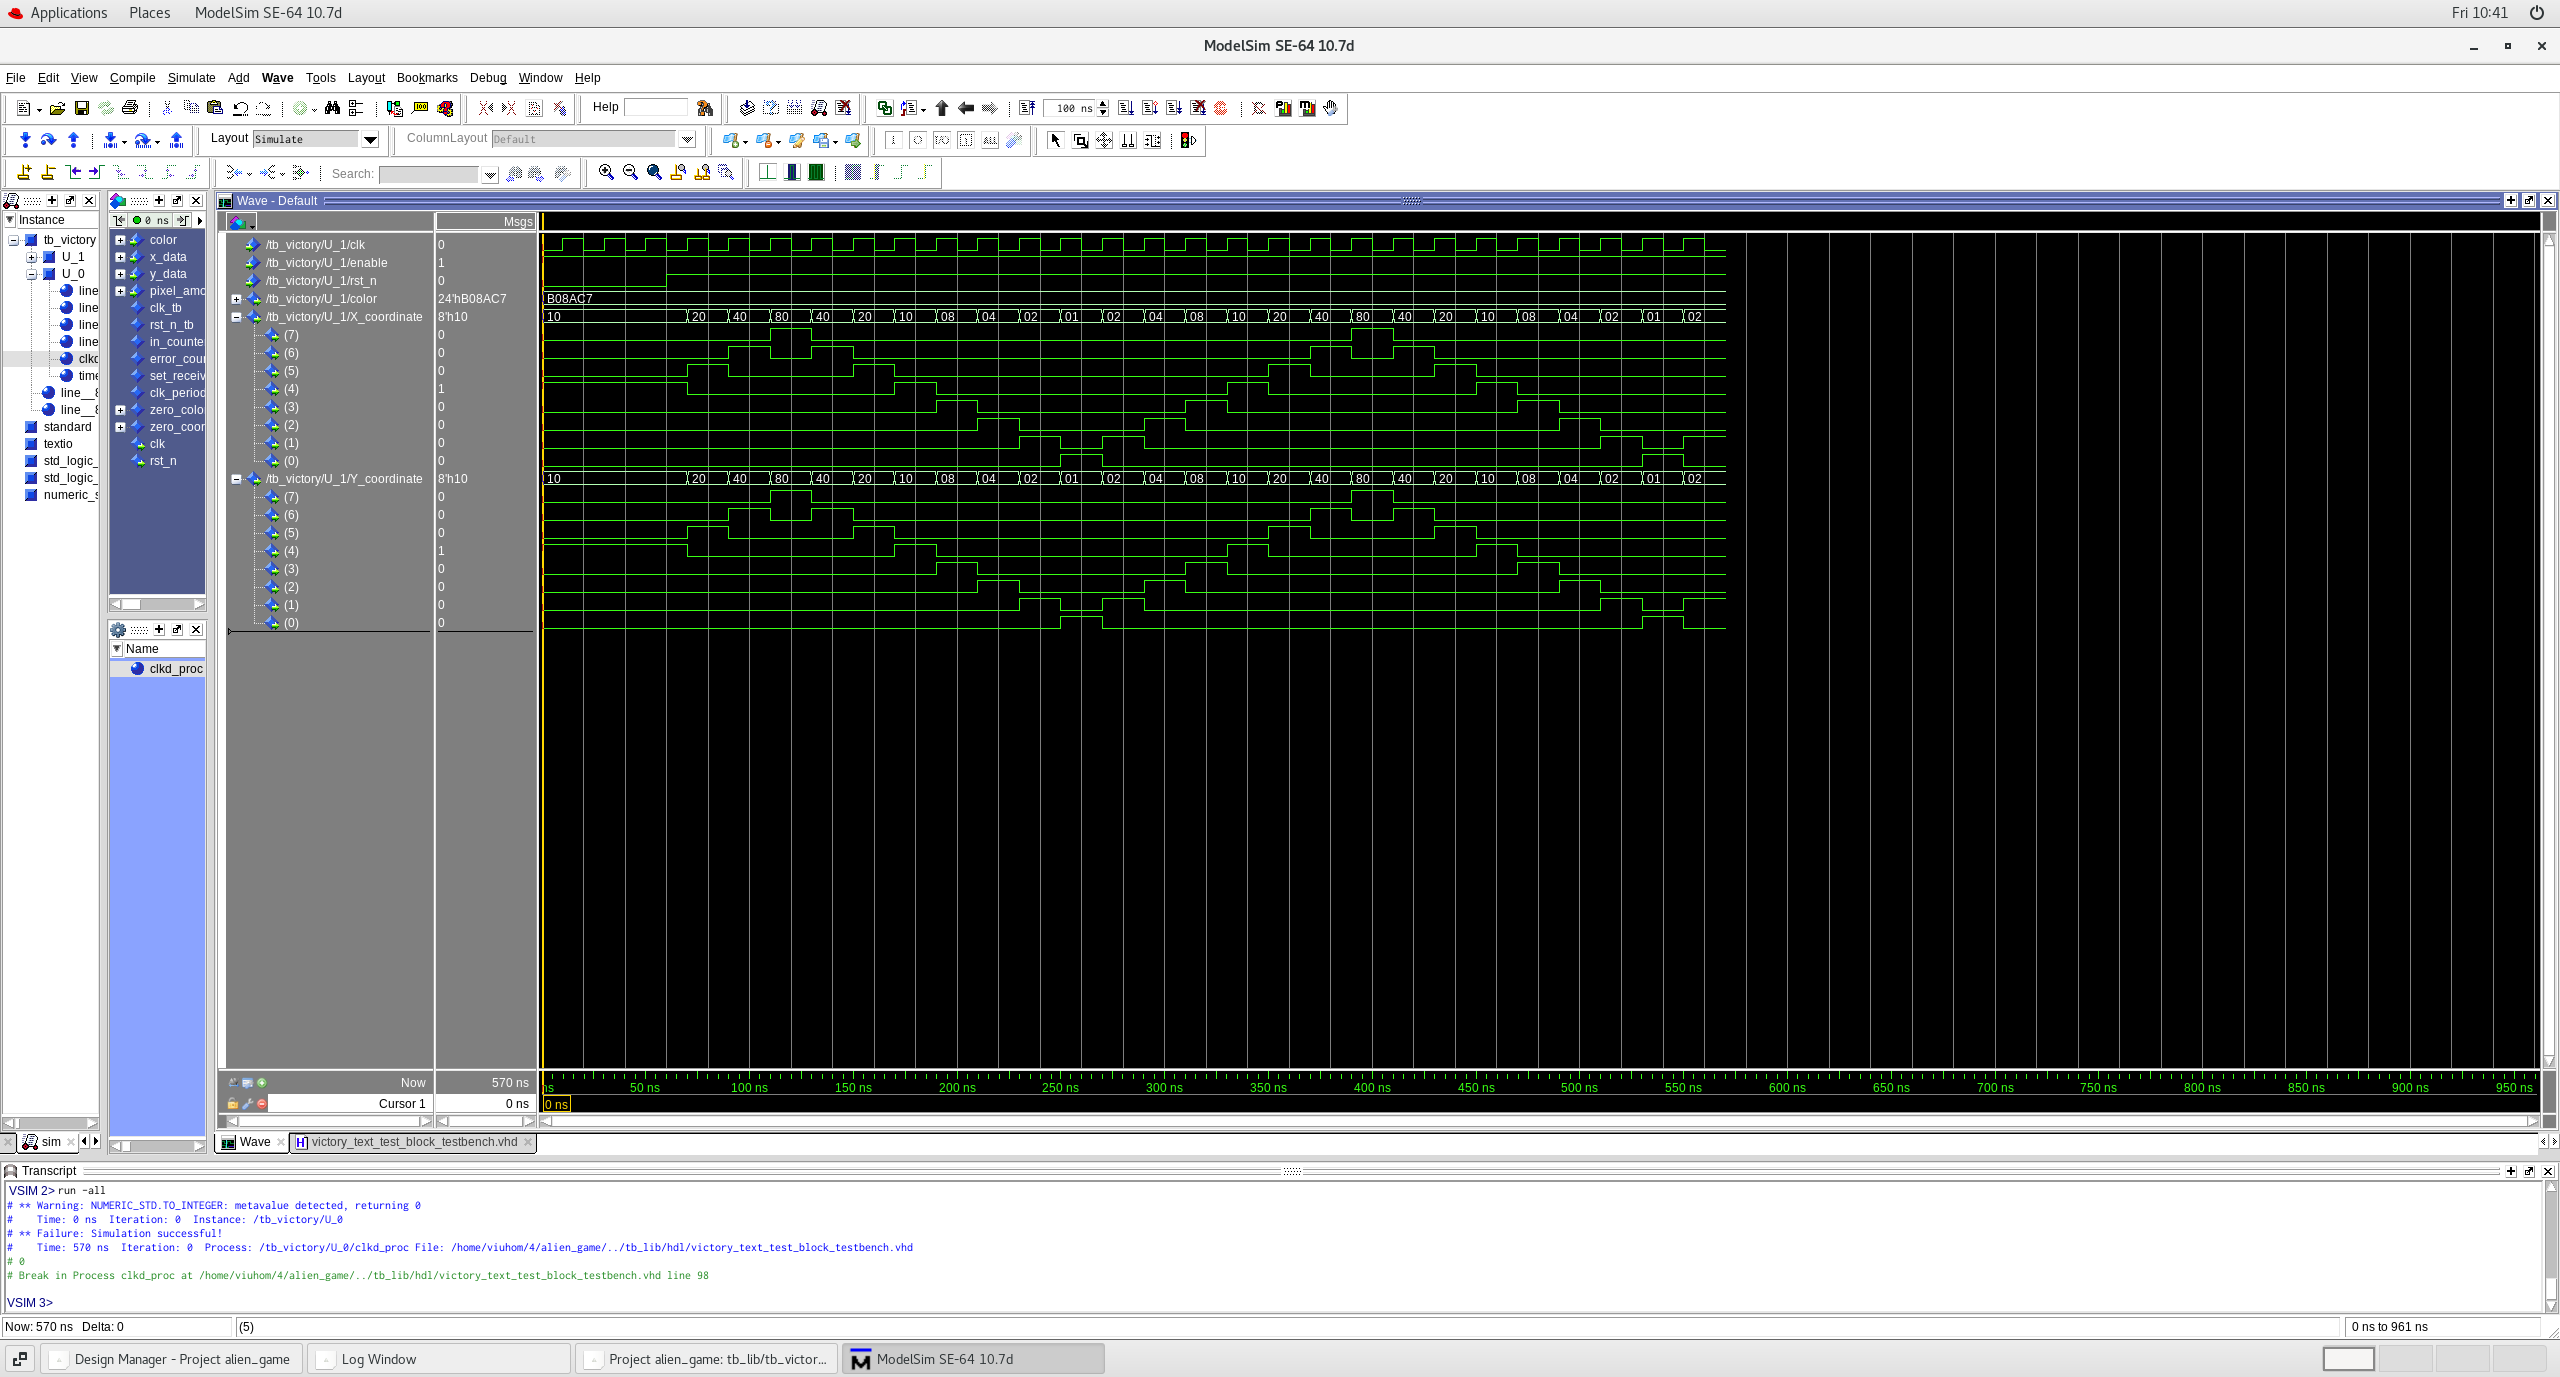 Applications Places ModelSim SE-64 10.7d Fri 10:41
ModelSim SE-64 10.7d
File Edit View Compile Simulate Add Wave Tools Layout Bookmarks Debug Window Help
Help 100 ns
Layout Simulate ColumnLayout Default
Search:
Instance
tb_victory
U_1
U_0
line
line
line
line
clkd
time
line__8
line__8
standard
textio
std_logic_
std_logic_
numeric_s
sim
0 ns
color
x_data
y_data
pixel_amo
clk_tb
rst_n_tb
in_counte
error_cour
set_receiv
clk_period
zero_colo
zero_coor
clk
rst_n
Name
clkd_proc
Wave - Default
Msgs
/tb_victory/U_1/clk 0
/tb_victory/U_1/enable 1
/tb_victory/U_1/rst_n 0
/tb_victory/U_1/color 24'hB08AC7 B08AC7
/tb_victory/U_1/X_coordinate 8'h10 10 20 40 80 40 20 10 08 04 02 01 02 04 08 10 20 40 80 40 20 10 08 04 02 01 02
(7) 0
(6) 0
(5) 0
(4) 1
(3) 0
(2) 0
(1) 0
(0) 0
/tb_victory/U_1/Y_coordinate 8'h10 10 20 40 80 40 20 10 08 04 02 01 02 04 08 10 20 40 80 40 20 10 08 04 02 01 02
(7) 0
(6) 0
(5) 0
(4) 1
(3) 0
(2) 0
(1) 0
(0) 0
Now 570 ns ns 50 ns 100 ns 150 ns 200 ns 250 ns 300 ns 350 ns 400 ns 450 ns 500 ns 550 ns 600 ns 650 ns 700 ns 750 ns 800 ns 850 ns 900 ns 950 ns
Cursor 1 0 ns 0 ns
Wave victory_text_test_block_testbench.vhd
Transcript
VSIM 2> run -all
# ** Warning: NUMERIC_STD.TO_INTEGER: metavalue detected, returning 0
# Time: 0 ns Iteration: 0 Instance: /tb_victory/U_0
# ** Failure: Simulation successful!
# Time: 570 ns Iteration: 0 Process: /tb_victory/U_0/clkd_proc File: /home/viuhom/4/alien_game/../tb_lib/hdl/victory_text_test_block_testbench.vhd
# 0
# Break in Process clkd_proc at /home/viuhom/4/alien_game/../tb_lib/hdl/victory_text_test_block_testbench.vhd line 98
VSIM 3>
Now: 570 ns Delta: 0 (5) 0 ns to 961 ns
Design Manager - Project alien_game Log Window Project alien_game: tb_lib/tb_victor... ModelSim SE-64 10.7d